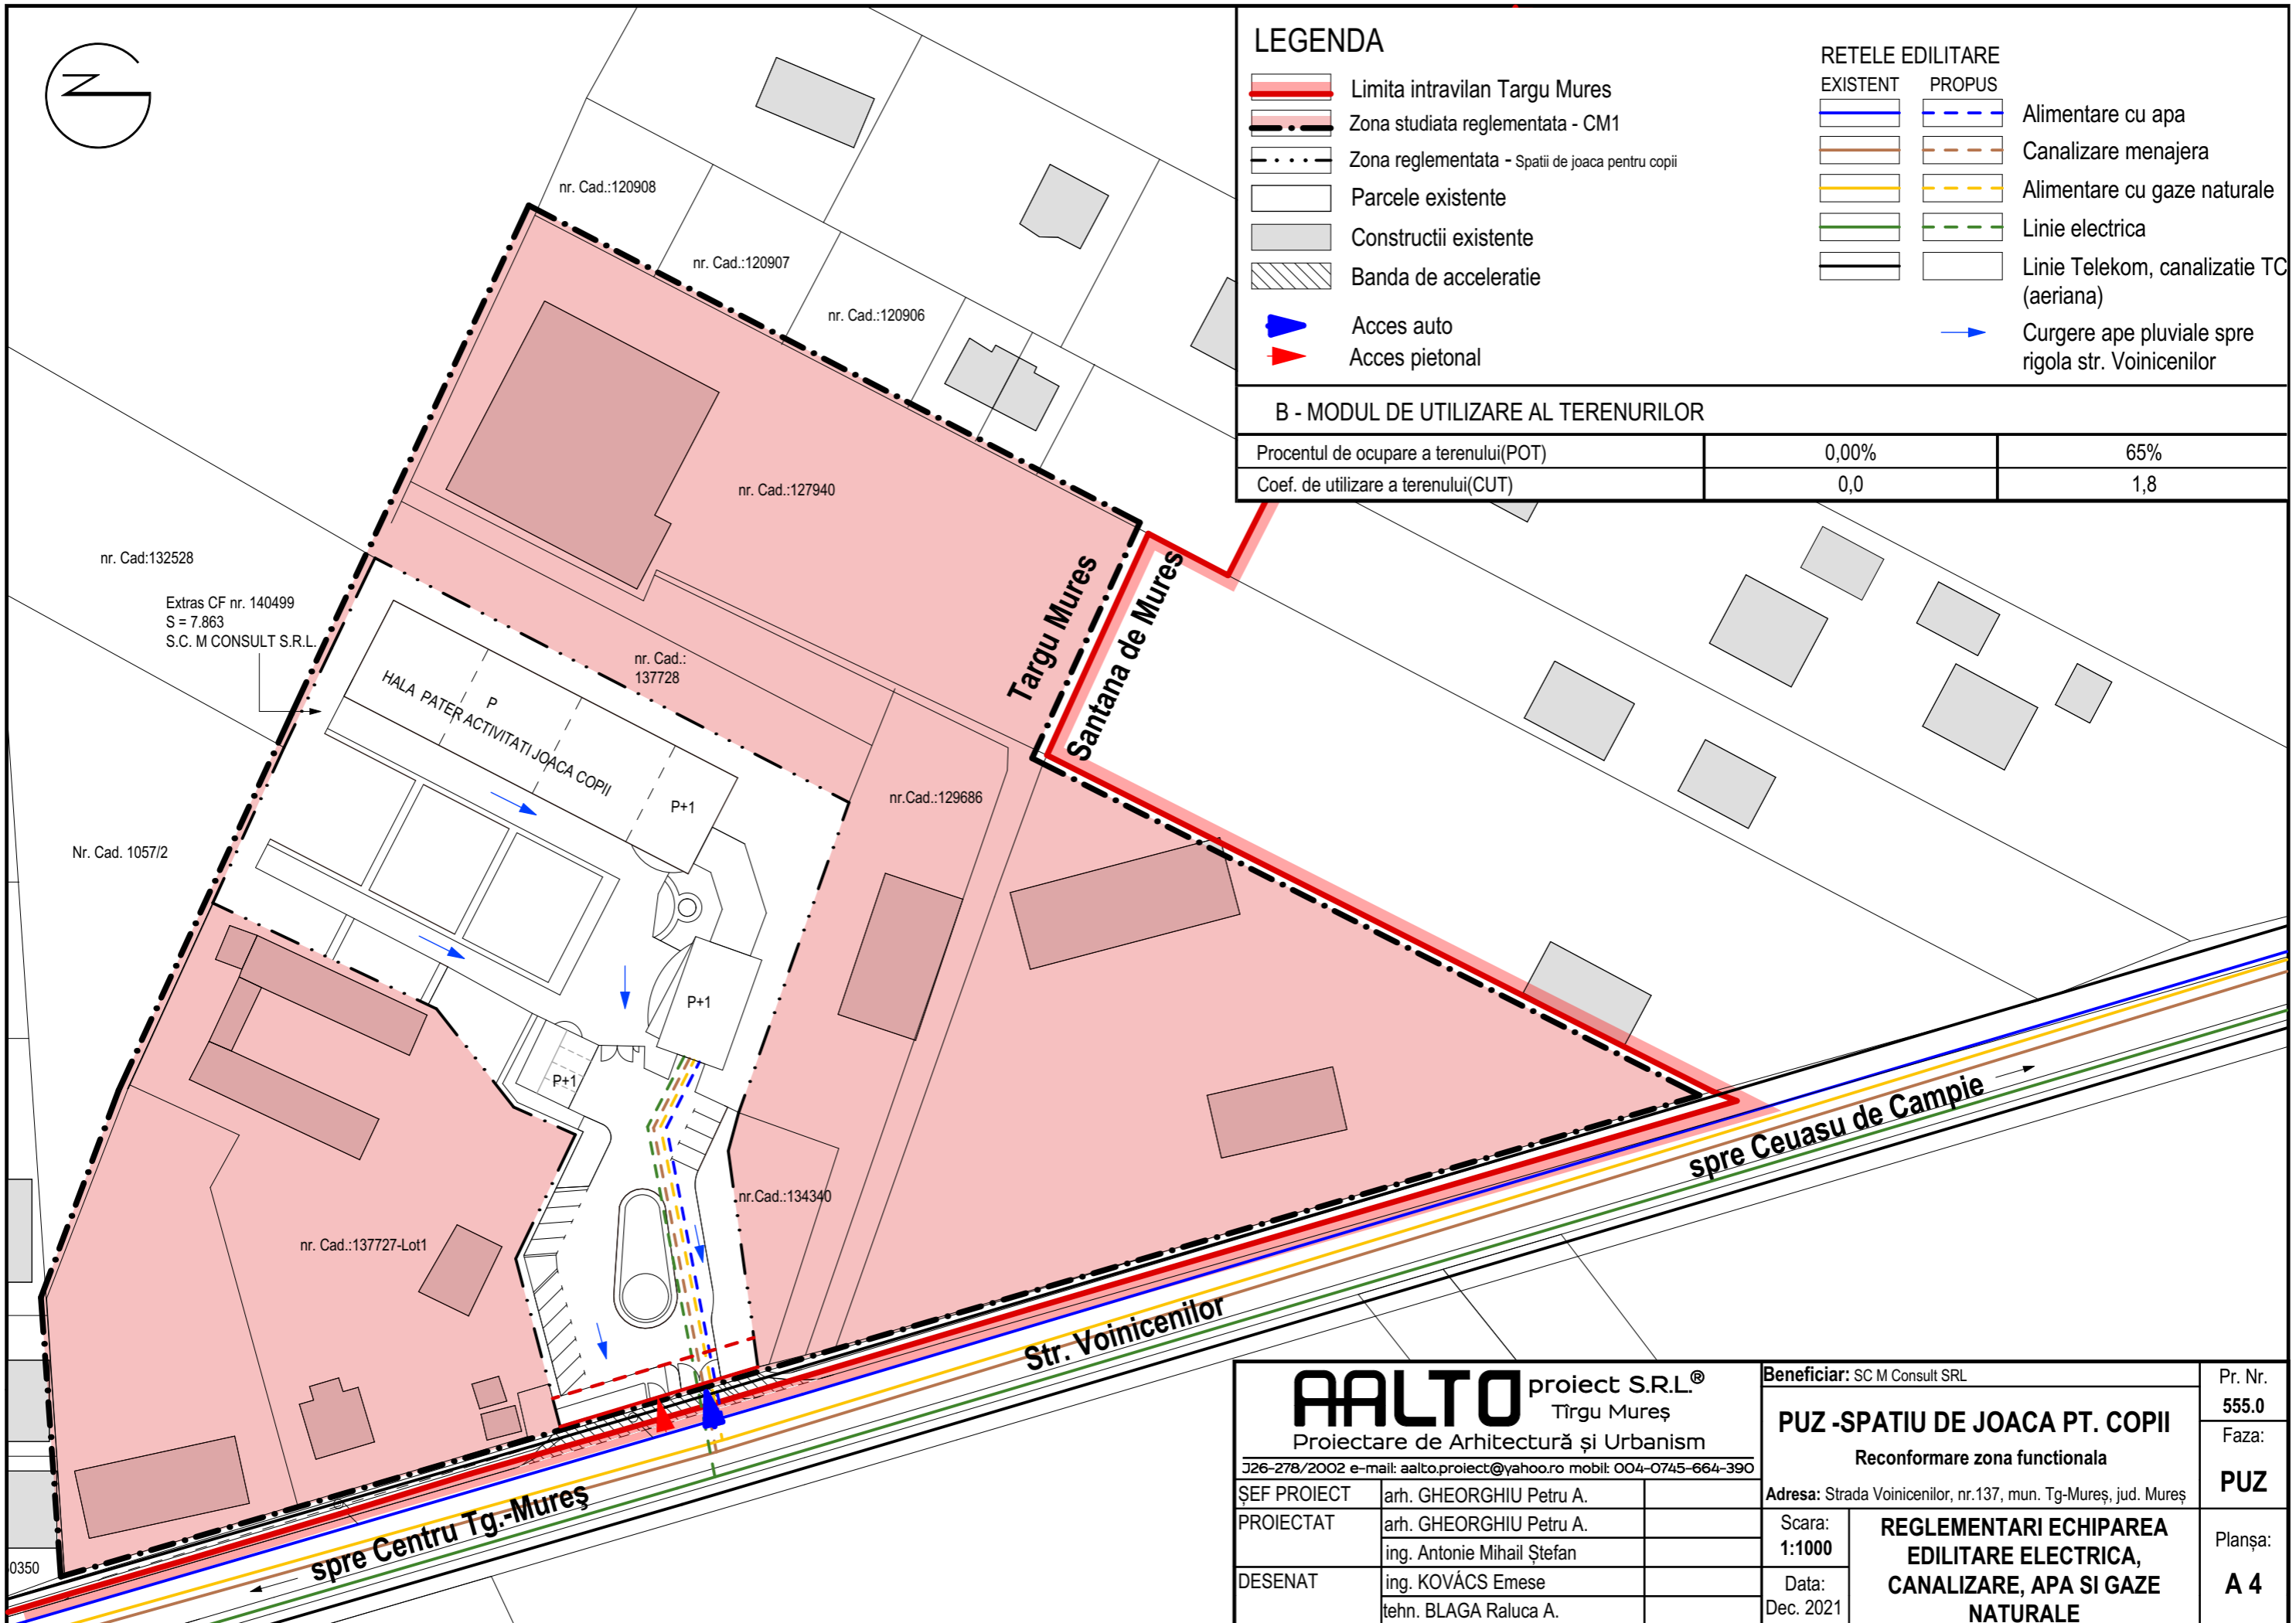 LEGENDA
Limita intravilan Targu Mures
Zona studiata reglementata - CM1
Zona reglementata - Spatii de joaca pentru copii
Parcele existente
Constructii existente
Banda de acceleratie
Acces auto
Acces pietonal
RETELE EDILITARE
EXISTENT PROPUS
Alimentare cu apa
Canalizare menajera
Alimentare cu gaze naturale
Linie electrica
Linie Telekom, canalizatie TC
(aeriana)
Curgere ape pluviale spre
rigola str. Voinicenilor
B - MODUL DE UTILIZARE AL TERENURILOR
Procentul de ocupare a terenului(POT) 0,00% 65%
Coef. de utilizare a terenului(CUT) 0,0 1,8
nr. Cad.:120908
nr. Cad.:120907
nr. Cad.:120906
nr. Cad.:127940
nr. Cad:132528
Extras CF nr. 140499
S = 7.863
S.C. M CONSULT S.R.L.
nr. Cad.:
137728
Targu Mures
Santana de Mures
P
HALA PATER ACTIVITATI JOACA COPII
P+1
nr.Cad.:129686
Nr. Cad. 1057/2
P+1
P+1
nr.Cad.:134340
nr. Cad.:137727-Lot1
spre Ceuasu de Campie
Str. Voinicenilor
spre Centru Tg.-Mureş
0350
AALTO proiect S.R.L.®
Tîrgu Mureș
Proiectare de Arhitectură și Urbanism
J26-278/2002 e-mail: aalto.proiect@yahoo.ro mobil: 004-0745-664-390
ȘEF PROIECT arh. GHEORGHIU Petru A.
PROIECTAT arh. GHEORGHIU Petru A.
ing. Antonie Mihail Ștefan
DESENAT ing. KOVÁCS Emese
tehn. BLAGA Raluca A.
Beneficiar: SC M Consult SRL
PUZ -SPATIU DE JOACA PT. COPII
Reconformare zona functionala
Adresa: Strada Voinicenilor, nr.137, mun. Tg-Mureș, jud. Mureș
Pr. Nr.
555.0
Faza:
PUZ
Scara:
1:1000
Data:
Dec. 2021
REGLEMENTARI ECHIPAREA
EDILITARE ELECTRICA,
CANALIZARE, APA SI GAZE
NATURALE
Planșa:
A 4